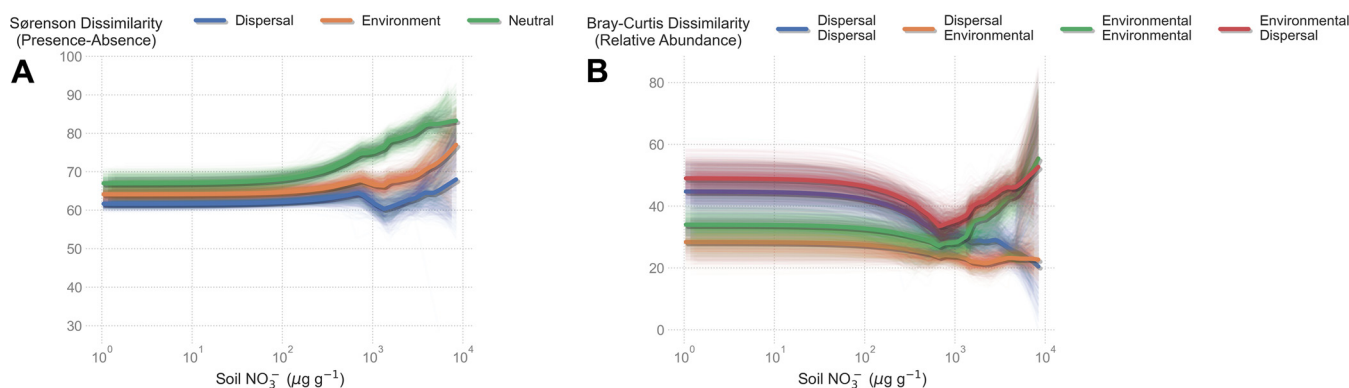 Sørenson Dissimilarity
(Presence-Absence)
Dispersal
Environment
Neutral
A
100
90
80
70
60
50
40
30
10⁰
10¹
10²
10³
10⁴
Soil NO₃⁻ (μg g⁻¹)
Bray-Curtis Dissimilarity
(Relative Abundance)
Dispersal
Dispersal
Dispersal
Environmental
Environmental
Environmental
Environmental
Dispersal
B
80
60
40
20
0
10⁰
10¹
10²
10³
10⁴
Soil NO₃⁻ (μg g⁻¹)